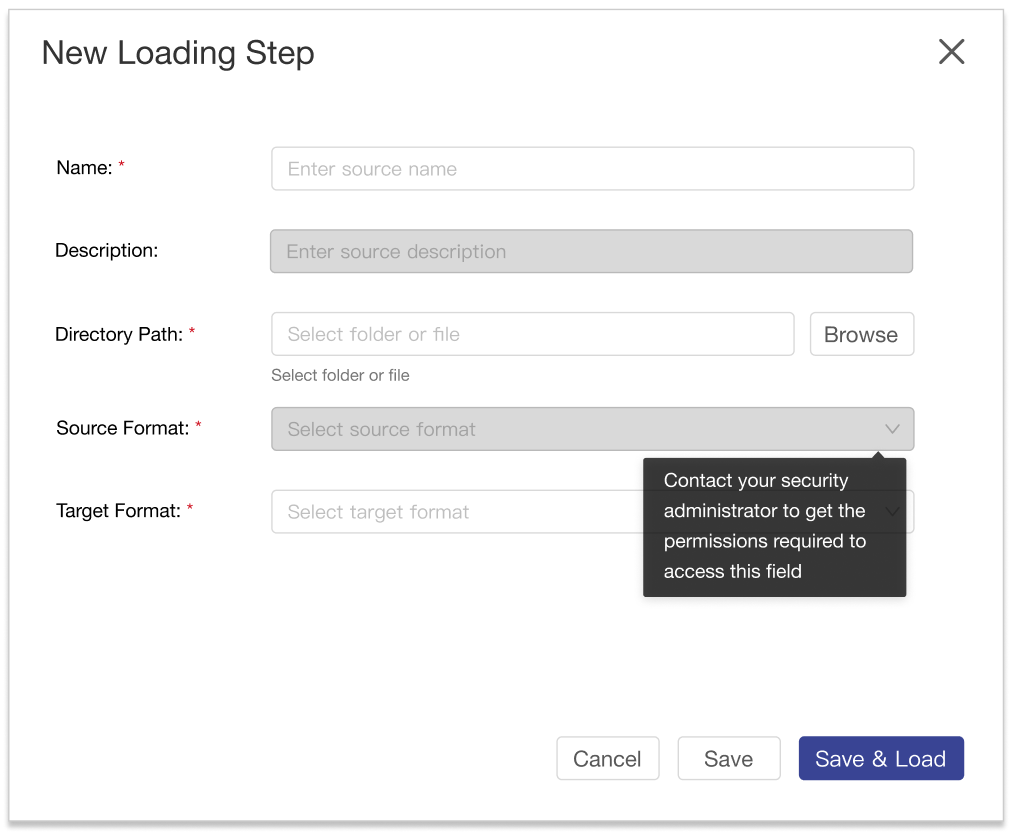 New Loading Step
Name: *
Enter source name
Description:
Enter source description
Directory Path: *
Select folder or file
Browse
Select folder or file
Source Format: *
Select source format
Contact your security
administrator to get the
permissions required to
access this field
Target Format: *
Select target format
Cancel
Save
Save & Load